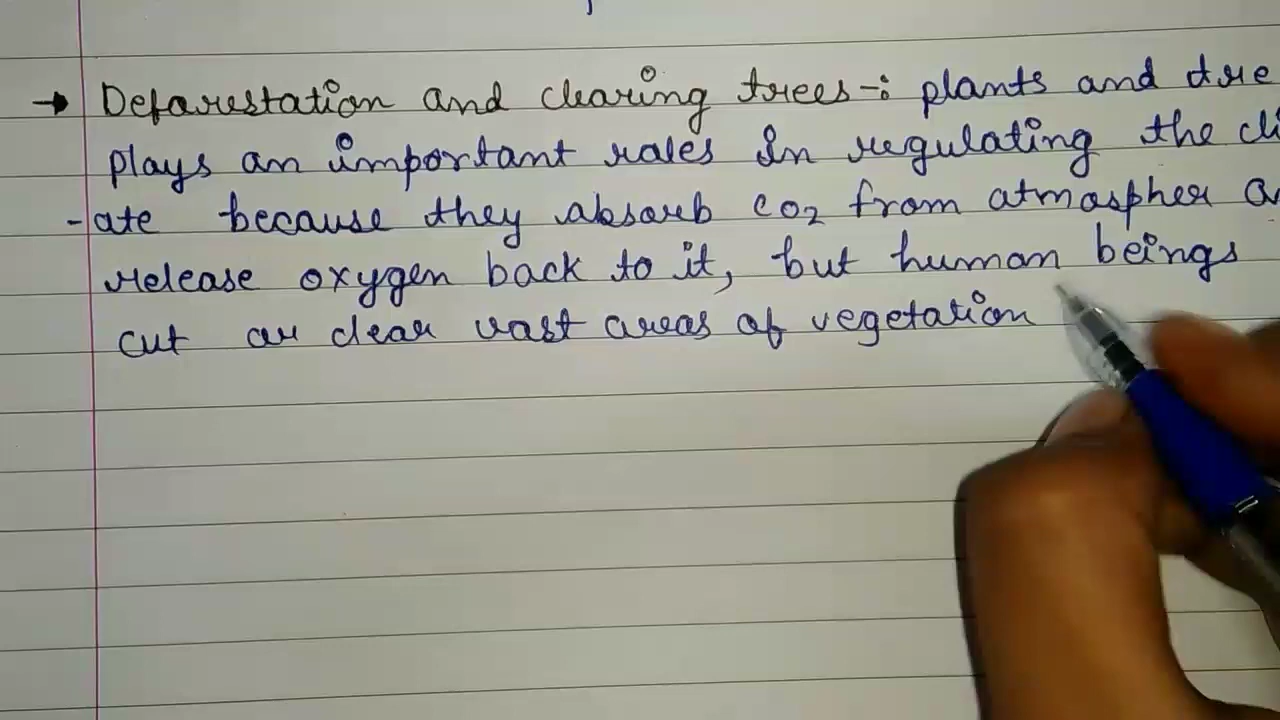 → Deforestation and clearing trees-: plants and tree
plays an important roles In regulating the cli
-ate because they absorb CO2 from atmospher a
release oxygen back to it, but human beings
cut or clear vast areas of vegetation